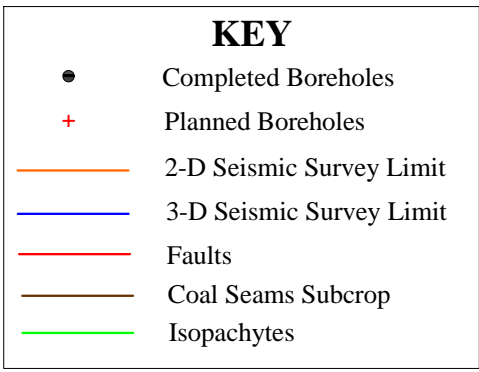 KEY
Completed Boreholes
Planned Boreholes
2-D Seismic Survey Limit
3-D Seismic Survey Limit
Faults
Coal Seams Subcrop
Isopachytes